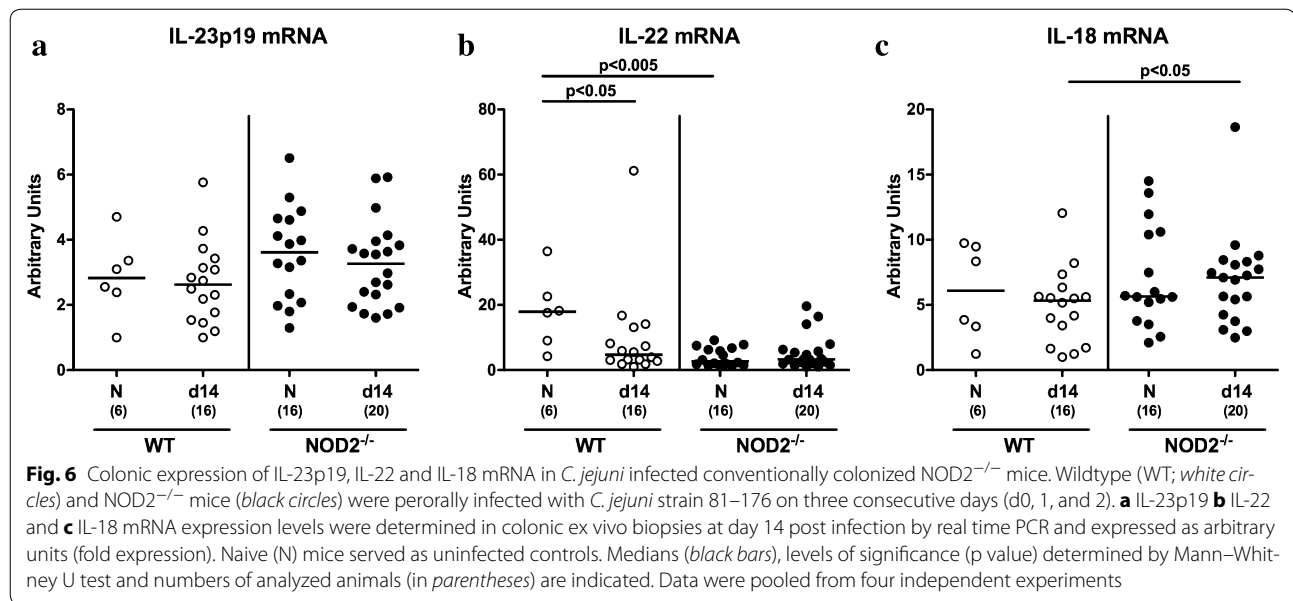 a
IL-23p19 mRNA
Arbitrary Units
8
6
4
2
0
N
d14
N
d14
(6)
(16)
(16)
(20)
WT
NOD2-/-
b
IL-22 mRNA
p<0.005
p<0.05
Arbitrary Units
80
60
40
20
0
N
d14
N
d14
(6)
(16)
(16)
(20)
WT
NOD2-/-
c
IL-18 mRNA
p<0.05
Arbitrary Units
20
15
10
5
0
N
d14
N
d14
(6)
(16)
(16)
(20)
WT
NOD2-/-
Fig. 6 Colonic expression of IL-23p19, IL-22 and IL-18 mRNA in C. jejuni infected conventionally colonized NOD2−/− mice. Wildtype (WT; white cir-
cles) and NOD2−/− mice (black circles) were perorally infected with C. jejuni strain 81–176 on three consecutive days (d0, 1, and 2). a IL-23p19 b IL-22
and c IL-18 mRNA expression levels were determined in colonic ex vivo biopsies at day 14 post infection by real time PCR and expressed as arbitrary
units (fold expression). Naive (N) mice served as uninfected controls. Medians (black bars), levels of significance (p value) determined by Mann–Whit-
ney U test and numbers of analyzed animals (in parentheses) are indicated. Data were pooled from four independent experiments